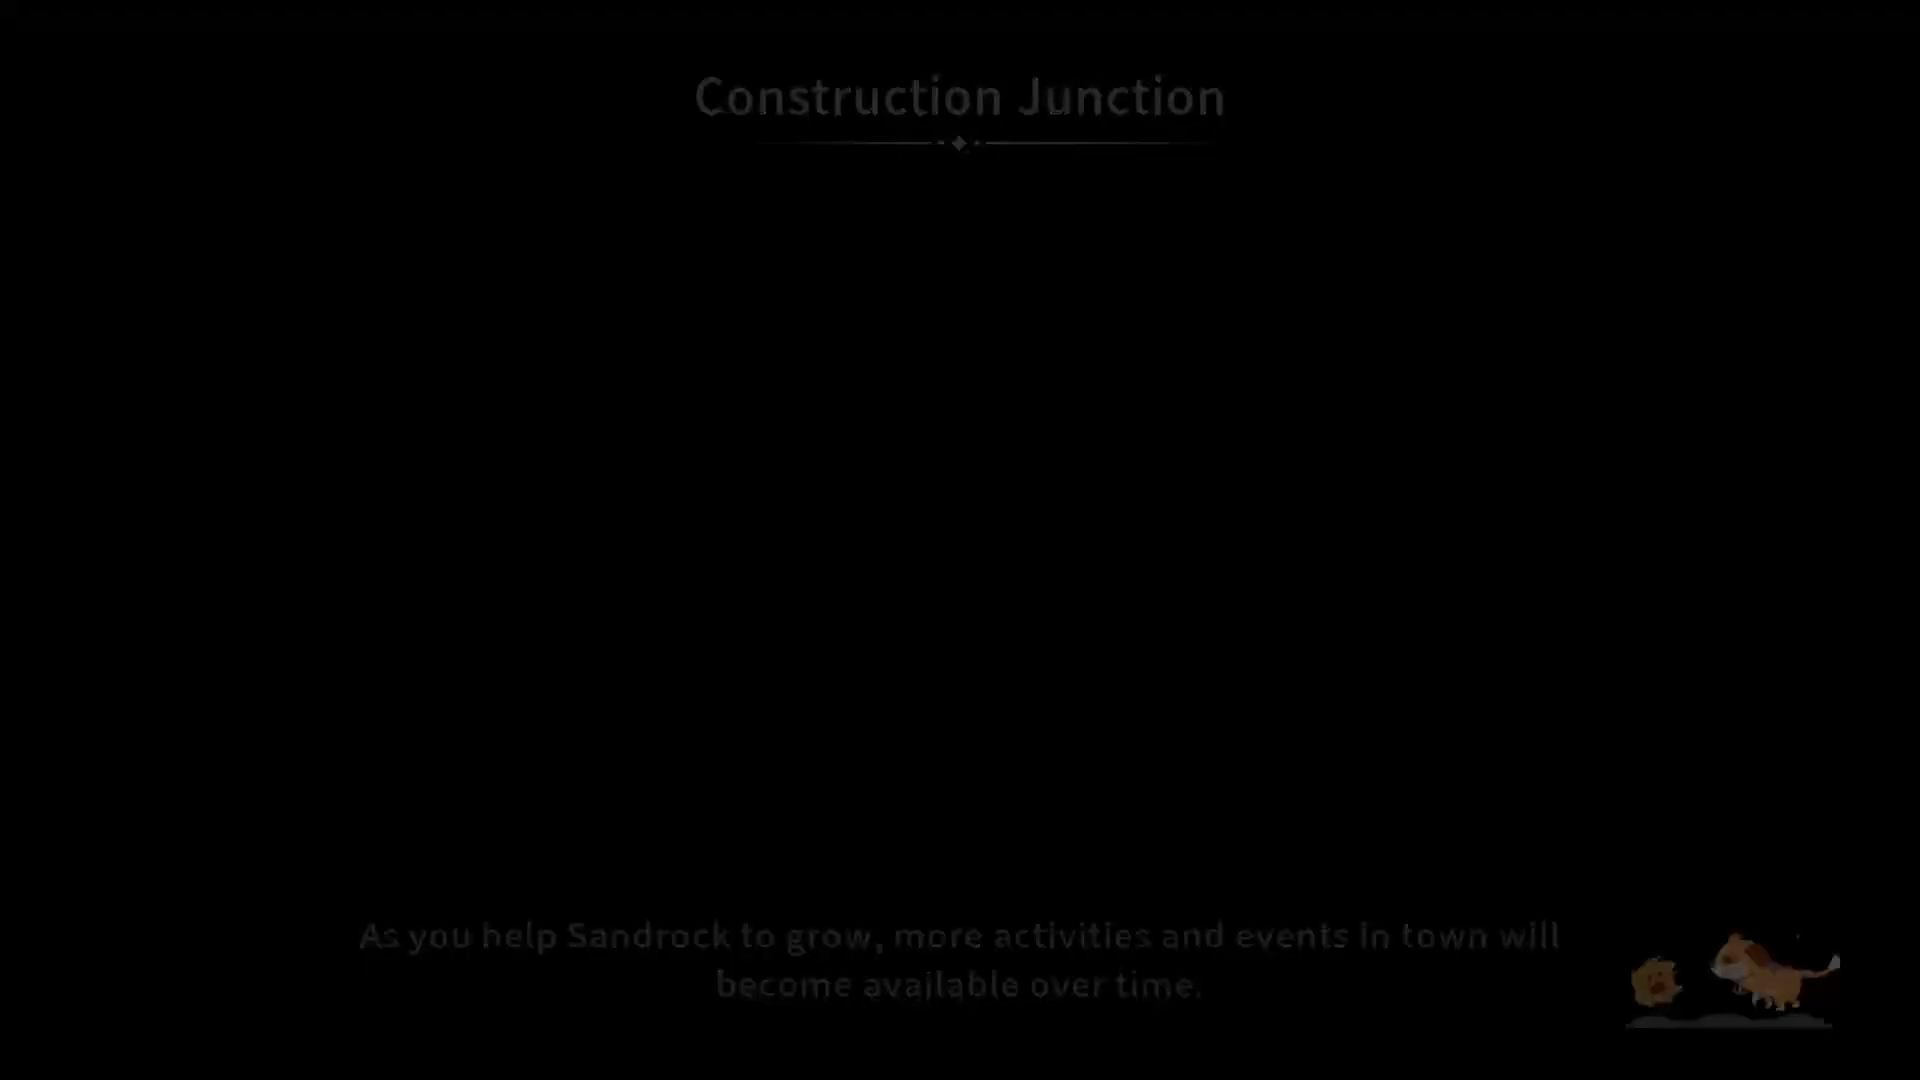 Construction Junction
As you help Sandrock to grow, more activities and events in town will
become available over time.